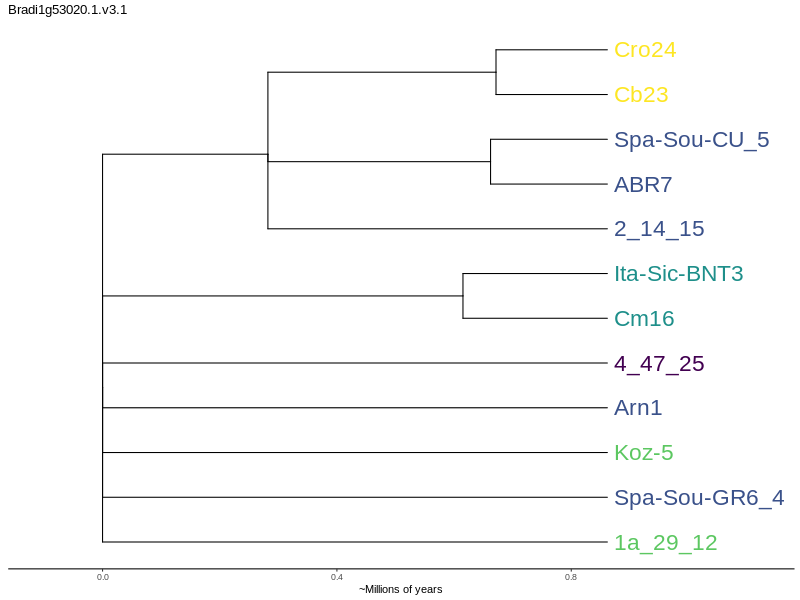 Bradi1g53020.1.v3.1
Cro24
Cb23
Spa-Sou-CU_5
ABR7
2_14_15
Ita-Sic-BNT3
Cm16
4_47_25
Arn1
Koz-5
Spa-Sou-GR6_4
1a_29_12
0.0 0.4 0.8
~Millions of years